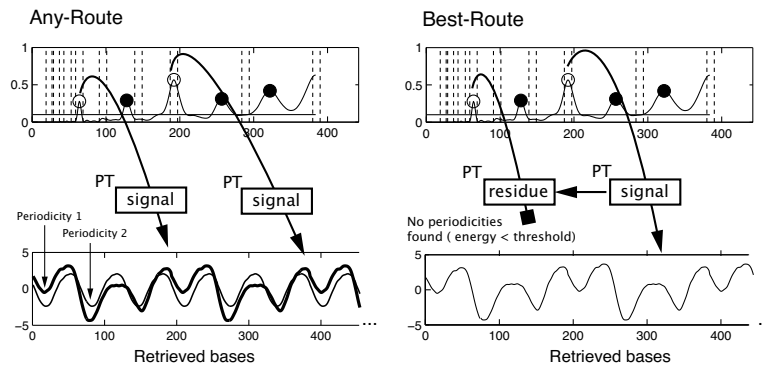 Any-Route
Best-Route
1
0.5
0
0
100
200
300
400
1
0.5
0
0
100
200
300
400
PT
signal
PT
signal
PT
residue
PT
signal
Periodicity 1
Periodicity 2
No periodicities
found ( energy < threshold)
5
0
-5
0
100
200
300
400
...
Retrieved bases
5
0
-5
0
100
200
300
400
.
Retrieved bases